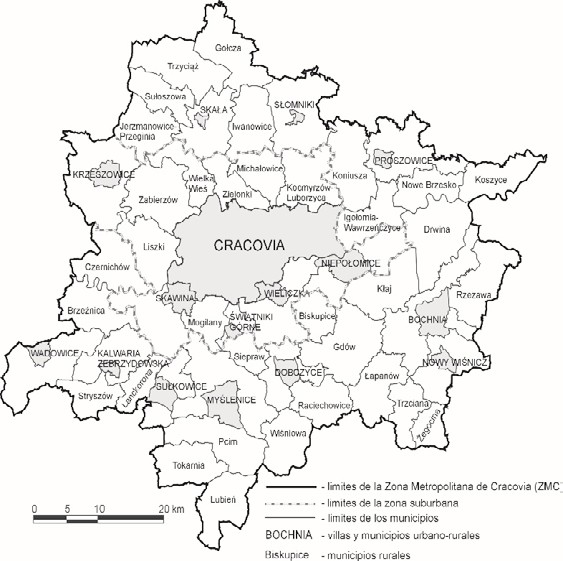 Gołcza
Trzyciąż
Sułoszowa
SKAŁA
SŁOMNIKI
Jerzmanowice
Przeginia
Iwanowice
KRZESZOWICE
Wielka
Wieś
Michałowice
Zielonki
Kocmyrzów
Luborzyca
Koniusza
PROSZOWICE
Nowe Brzesko
Koszyce
Zabierzów
Igołomia-
Wawrzeńczyce
Drwina
Liszki
CRACOVIA
Czernichów
NIEPOŁOMICE
Kłaj
Rzezawa
SKAWINA
WIELICZKA
Brzeźnica
Mogilany
ŚWIĄTNIKI
GÓRNE
Biskupice
BOCHNIA
WADOWICE
KALWARIA
ZEBRZYDOWSKA
Siepraw
Gdów
NOWY WIŚNICZ
DOBCZYCE
Łapanów
Stryszów
Lanckorona
SUŁKOWICE
MYŚLENICE
Raciechowice
Trzciana
Żegocina
Wiśniowa
Pcim
Tokarnia
Lubień
0 5 10 20 km
- limites de la Zona Metropolitana de Cracovia (ZMC)
- limites de la zona suburbana
- limites de los municipios
BOCHNIA - villas y municipios urbano-rurales
Biskupice - municipios rurales